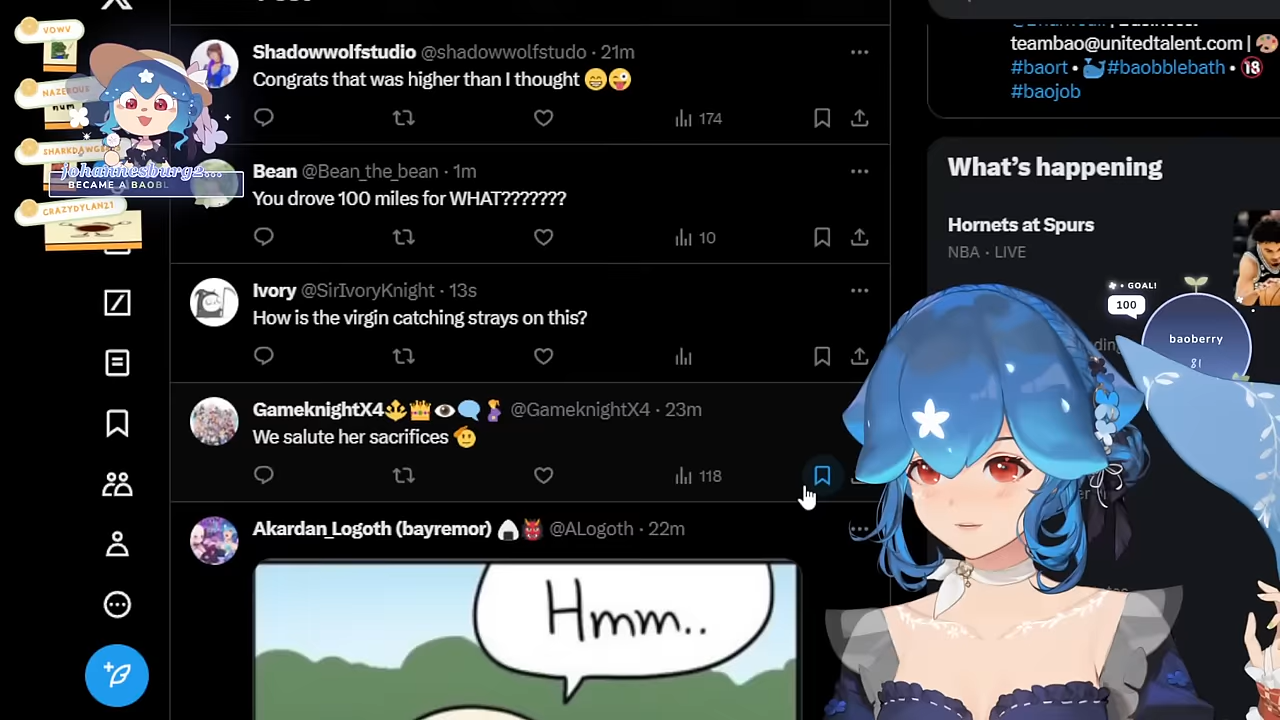 Shadowwolfstudio @shadowwolfstudo · 21m
Congrats that was higher than I thought 😁😜
174
Bean @Bean_the_bean · 1m
You drove 100 miles for WHAT???????
10
Ivory @SirIvoryKnight · 13s
How is the virgin catching strays on this?
GameknightX4🔱👑👁🗨🤰 @GameknightX4 · 23m
We salute her sacrifices 🫡
118
Akardan_Logoth (bayremor) 🍙👹 @ALogoth · 22m
Hmm..
VOWV
NAZEROUS
SHARKDAWG
johannesburg2...
BECAME A BAOBL
CRAZYDYLAN21
teambao@unitedtalent.com | 🎨
#baort • 🐳#baobblebath • 🔞
#baojob
What's happening
Hornets at Spurs
NBA · LIVE
GOAL!
100
baoberry
81